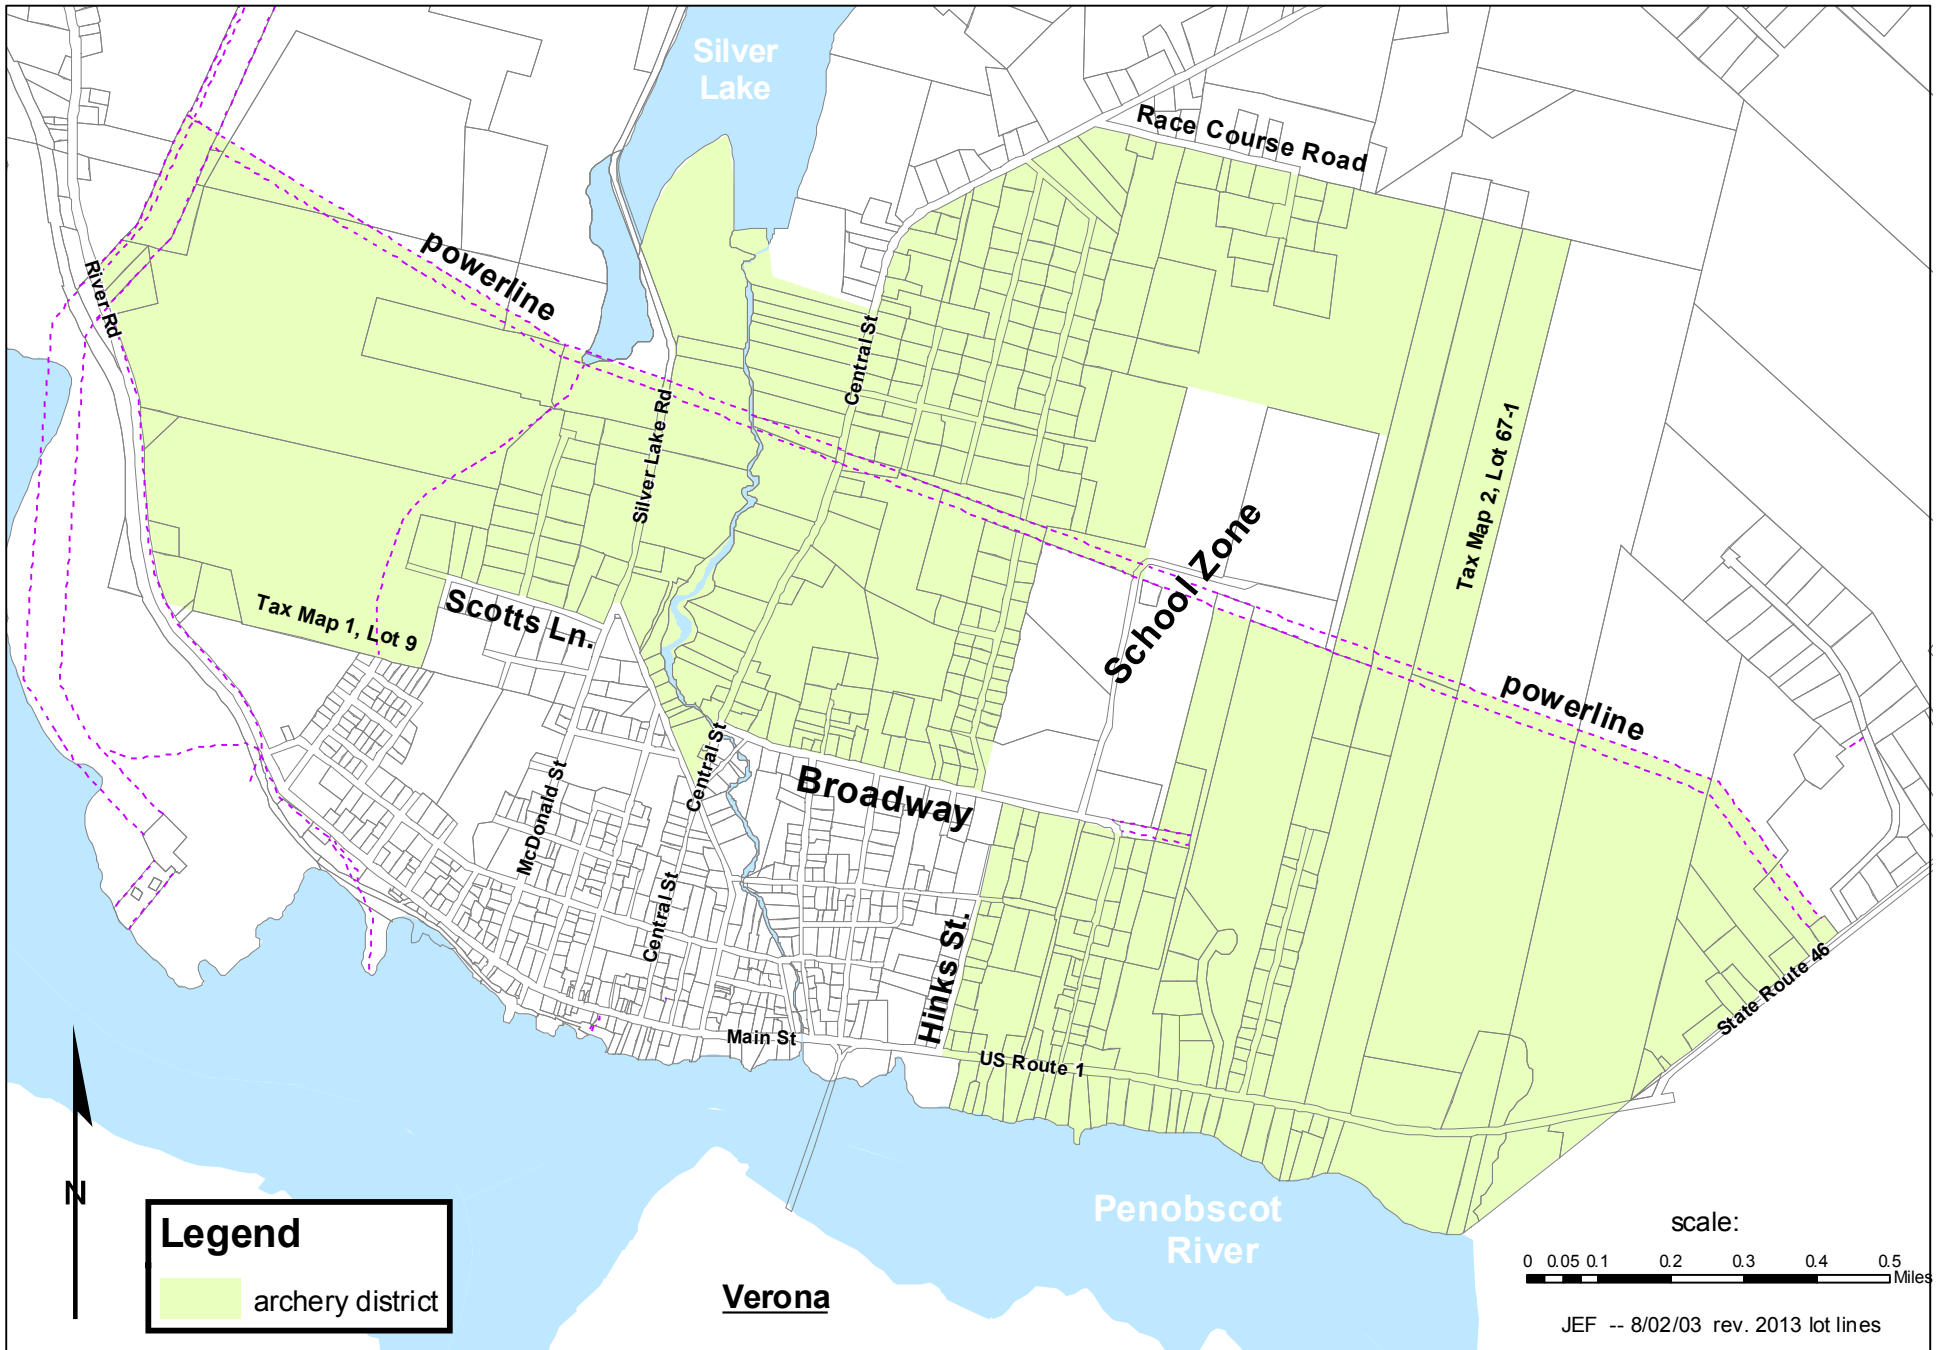 Silver
Lake
Race Course Road
powerline
River Rd
Central St
Silver Lake Rd
Tax Map 2, Lot 67-1
School Zone
Scotts Ln.
Tax Map 1, Lot 9
powerline
Central St
Broadway
McDonald St
Central St
Hinks St.
State Route 46
Main St
US Route 1
N
Penobscot
River
Legend
archery district
Verona
scale:
0 0.05 0.1 0.2 0.3 0.4 0.5
Miles
JEF -- 8/02/03 rev. 2013 lot lines